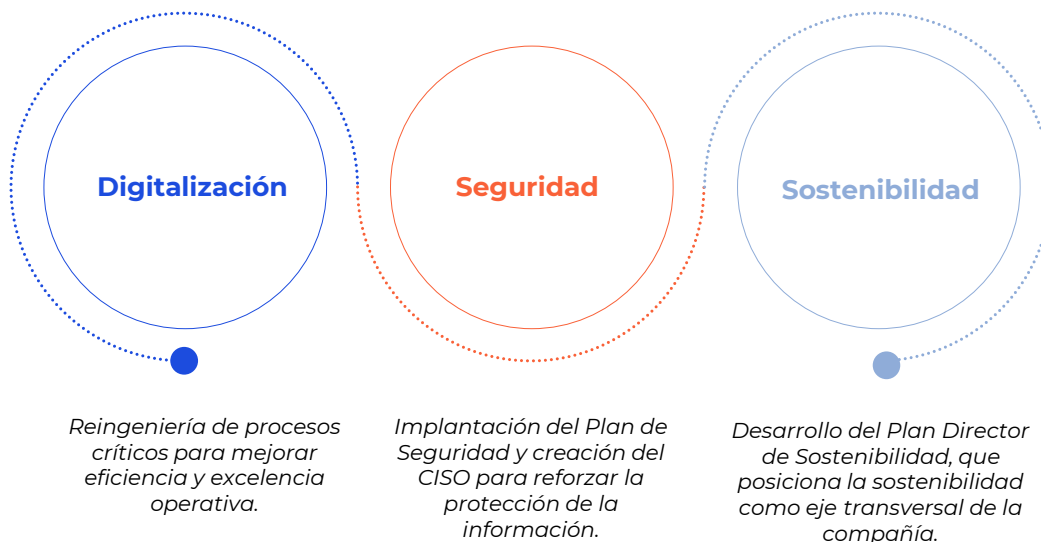 Digitalización
Seguridad
Sostenibilidad
Reingeniería de procesos
críticos para mejorar
eficiencia y excelencia
operativa.
Implantación del Plan de
Seguridad y creación del
CISO para reforzar la
protección de la
información.
Desarrollo del Plan Director
de Sostenibilidad, que
posiciona la sostenibilidad
como eje transversal de la
compañía.